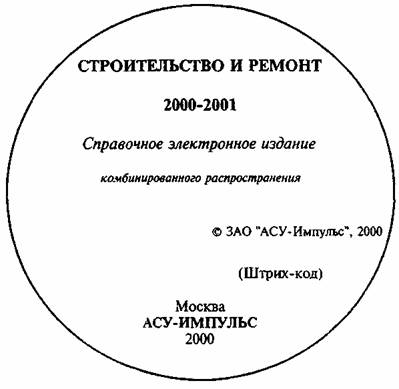 СТРОИТЕЛЬСТВО И РЕМОНТ
2000-2001
Справочное электронное издание
комбинированного распространения
© ЗАО "АСУ-Импульс", 2000
(Штрих-код)
Москва
АСУ-ИМПУЛЬС
2000